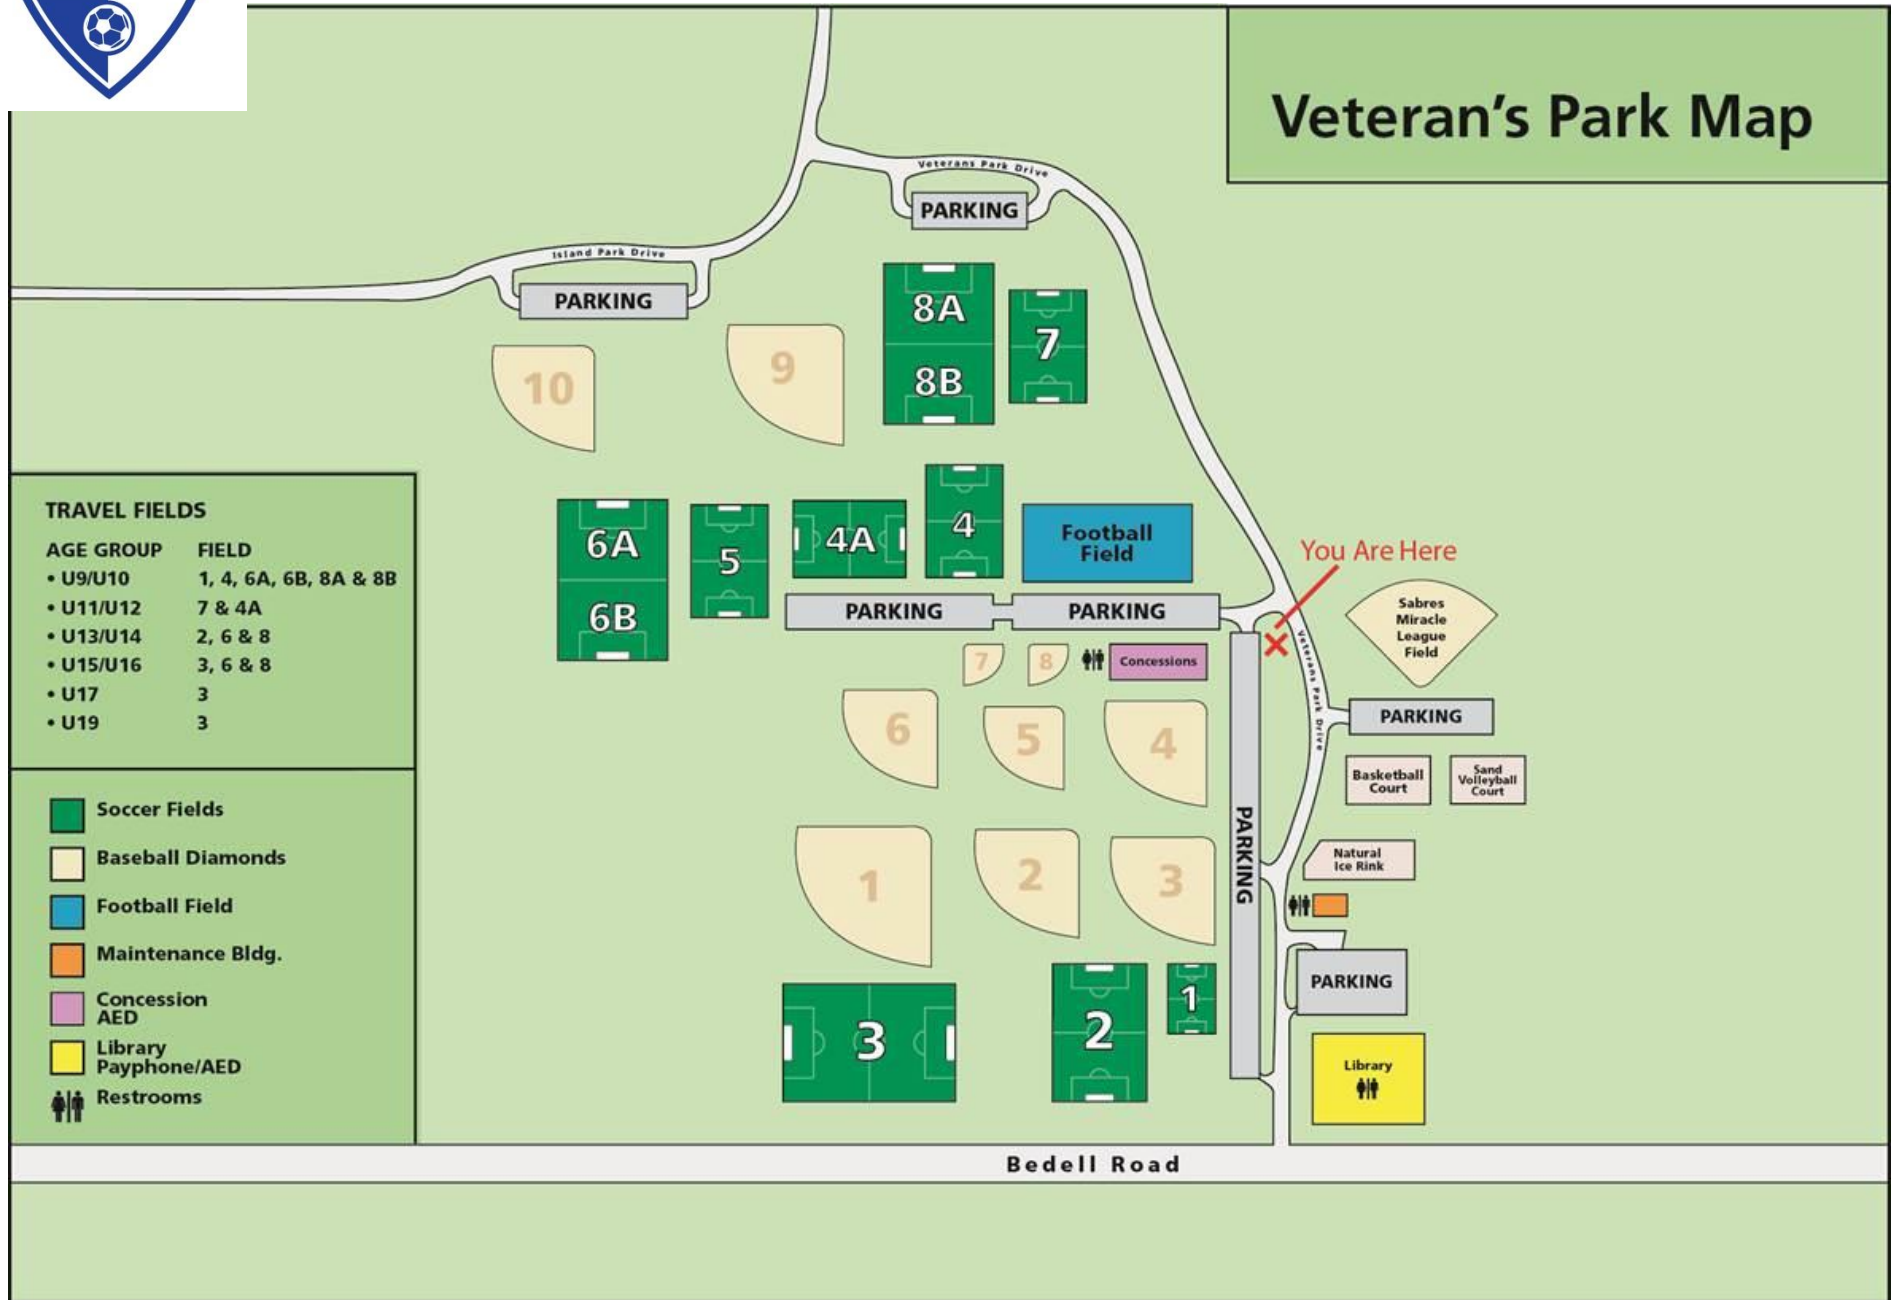 Veteran's Park Map
Veterans Park Drive
PARKING
Island Park Drive
PARKING
8A
8B
7
10
9
TRAVEL FIELDS
AGE GROUP FIELD
• U9/U10 1, 4, 6A, 6B, 8A & 8B
• U11/U12 7 & 4A
• U13/U14 2, 6 & 8
• U15/U16 3, 6 & 8
• U17 3
• U19 3
6A
6B
5
4A
4
Football
Field
You Are Here
PARKING
PARKING
Sabres
Miracle
League
Field
7
8
Concessions
Veterans Park Drive
6
5
4
PARKING
Basketball
Court
Sand
Volleyball
Court
PARKING
1
2
3
Natural
Ice Rink
Soccer Fields
Baseball Diamonds
Football Field
Maintenance Bldg.
Concession
AED
Library
Payphone/AED
Restrooms
3
2
1
PARKING
Library
Bedell Road